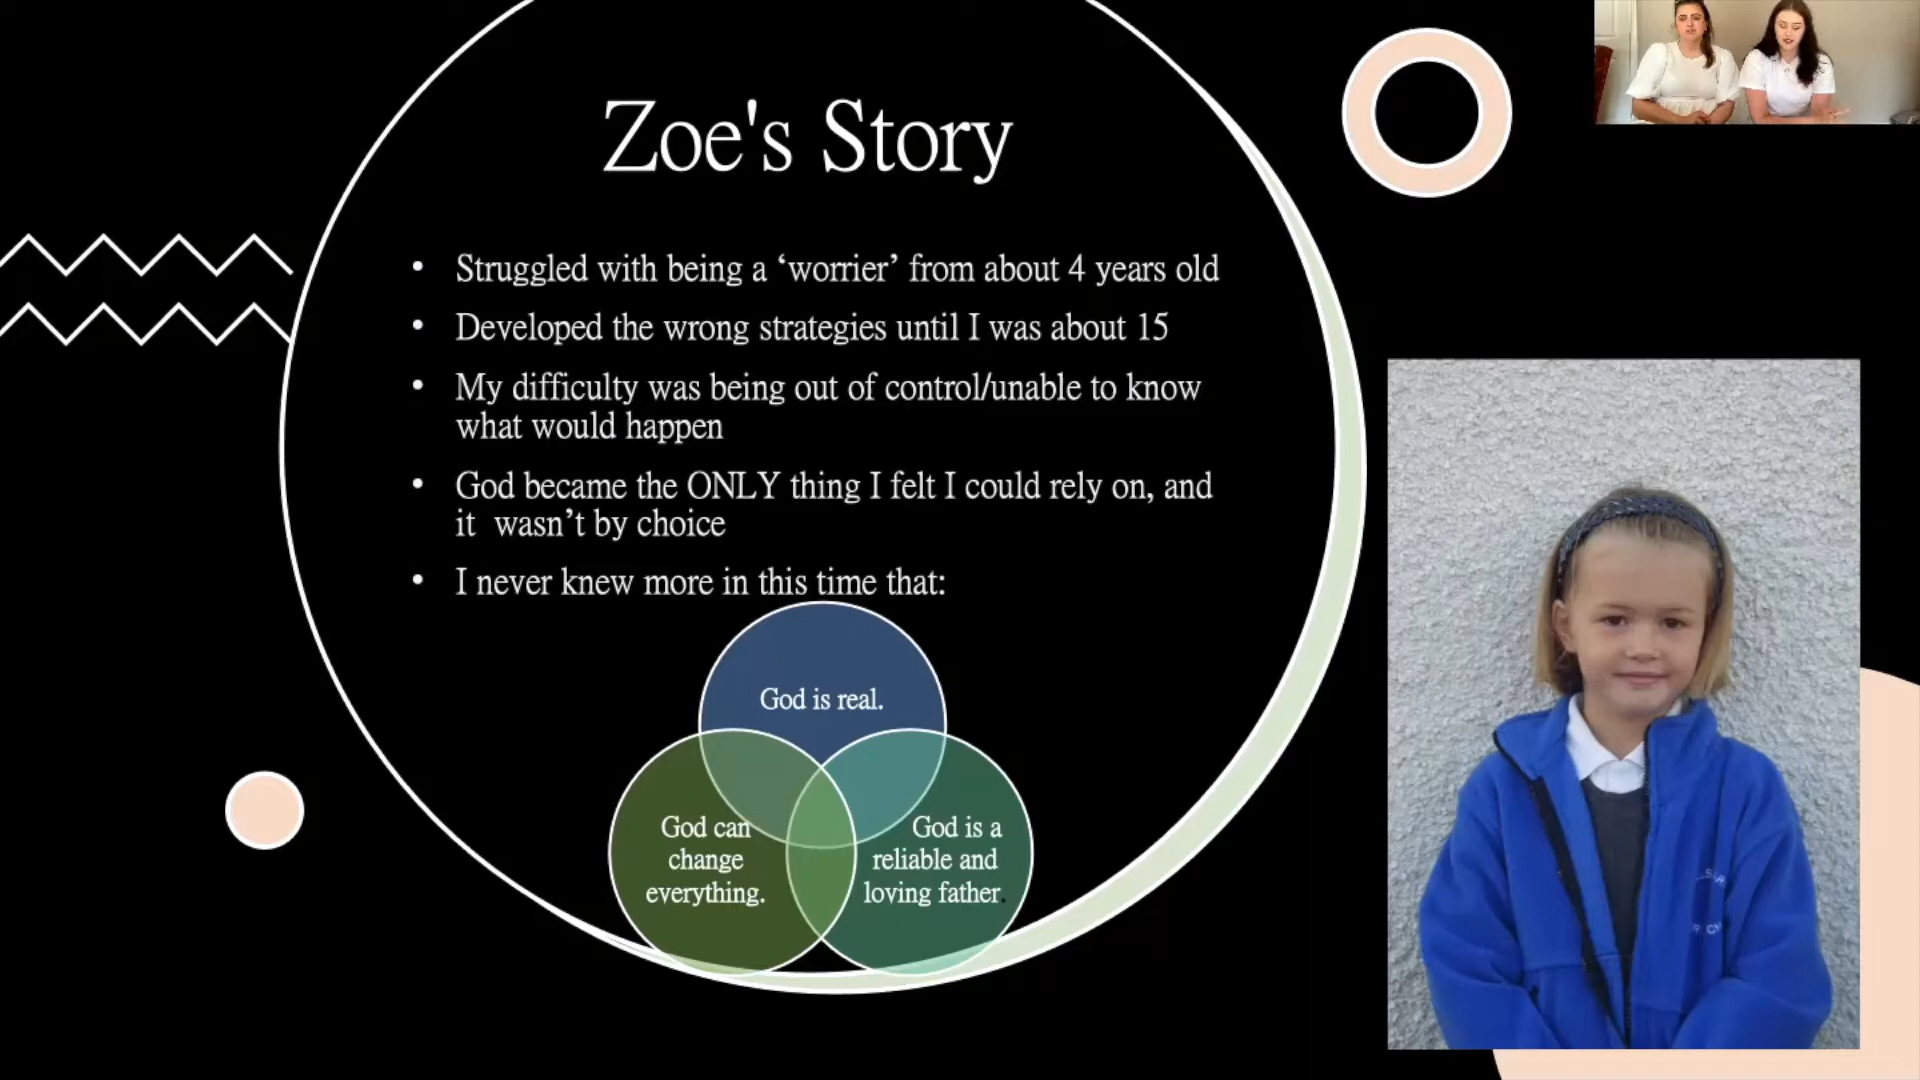 Zoe's Story
• Struggled with being a ‘worrier’ from about 4 years old
• Developed the wrong strategies until I was about 15
• My difficulty was being out of control/unable to know
what would happen
• God became the ONLY thing I felt I could rely on, and
it  wasn’t by choice
• I never knew more in this time that:
God is real.
God can
change
everything.
God is a
reliable and
loving father.